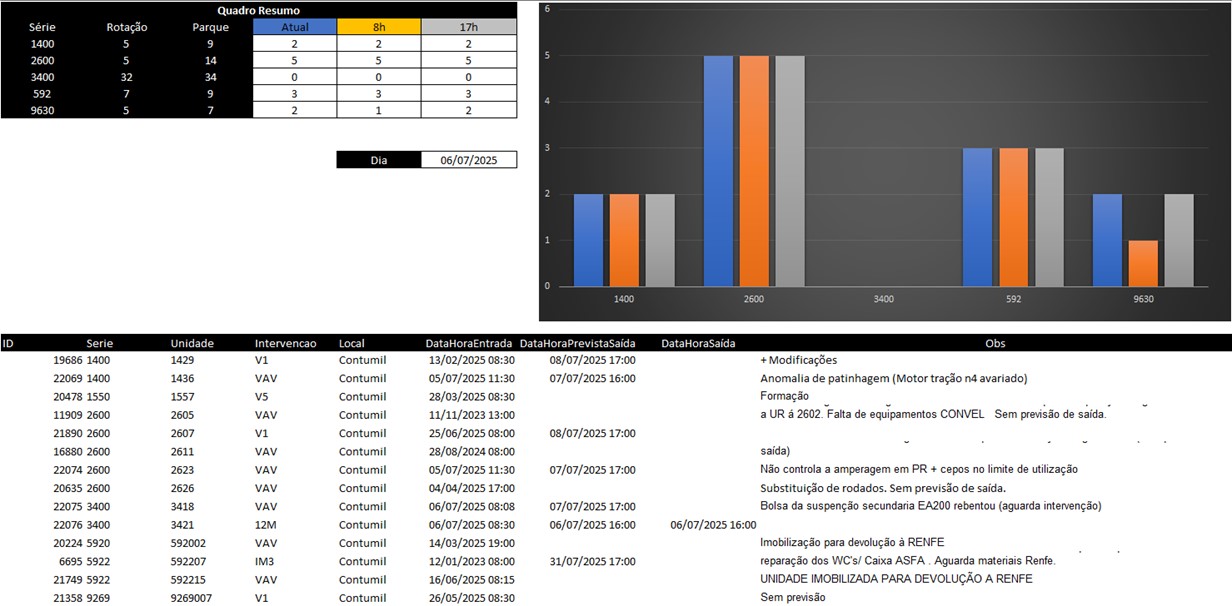 Quadro Resumo
Série Rotação Parque Atual 8h 17h
1400 5 9 2 2 2
2600 5 14 5 5 5
3400 32 34 0 0 0
592 7 9 3 3 3
9630 5 7 2 1 2
Dia 06/07/2025
6
5
4
3
2
1
0
1400 2600 3400 592 9630
ID Serie Unidade Intervencao Local DataHoraEntrada DataHoraPrevistaSaída DataHoraSaída Obs
19686 1400 1429 V1 Contumil 13/02/2025 08:30 08/07/2025 17:00 + Modificações
22069 1400 1436 VAV Contumil 05/07/2025 11:30 07/07/2025 16:00 Anomalia de patinhagem (Motor tração n4 avariado)
20478 1550 1557 V5 Contumil 28/03/2025 08:30 Formação
11909 2600 2605 VAV Contumil 11/11/2023 13:00 a UR á 2602. Falta de equipamentos CONVEL Sem previsão de saída.
21890 2600 2607 V1 Contumil 25/06/2025 08:00 08/07/2025 17:00
16880 2600 2611 VAV Contumil 28/08/2024 08:00 saída)
22074 2600 2623 VAV Contumil 05/07/2025 11:30 07/07/2025 17:00 Não controla a amperagem em PR + cepos no limite de utilização
20635 2600 2626 VAV Contumil 04/04/2025 17:00 Substituição de rodados. Sem previsão de saída.
22075 3400 3418 VAV Contumil 06/07/2025 08:08 07/07/2025 17:00 Bolsa da suspenção secundaria EA200 rebentou (aguarda intervenção)
22076 3400 3421 12M Contumil 06/07/2025 08:30 06/07/2025 16:00 06/07/2025 16:00
20224 5920 592002 VAV Contumil 14/03/2025 19:00 Imobilização para devolução á RENFE
6695 5922 592207 IM3 Contumil 12/01/2023 08:00 31/07/2025 17:00 reparação dos WC's/ Caixa ASFA . Aguarda materiais Renfe.
21749 5922 592215 VAV Contumil 16/06/2025 08:15 UNIDADE IMOBILIZADA PARA DEVOLUÇÃO A RENFE
21358 9269 9269007 V1 Contumil 26/05/2025 08:30 Sem previsão